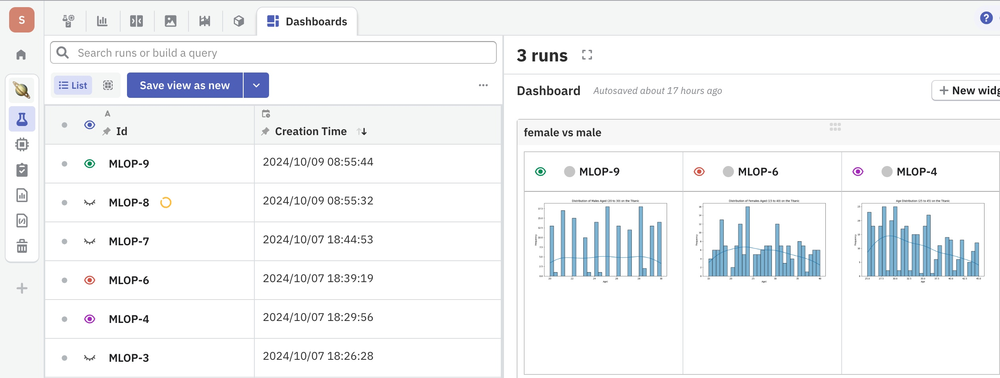 S
Dashboards
?
Search runs or build a query
3 runs
List
Save view as new
Dashboard
Autosaved about 17 hours ago
New widg
A
Id
Creation Time
female vs male
MLOP-9
2024/10/09 08:55:44
MLOP-8
2024/10/09 08:55:32
MLOP-7
2024/10/07 18:44:53
MLOP-6
2024/10/07 18:39:19
MLOP-4
2024/10/07 18:29:56
MLOP-3
2024/10/07 18:26:28
MLOP-9
MLOP-6
MLOP-4
Distribution of Males Aged (20 to 30) on the Titanic
Frequency
17.5
15.0
12.5
10.0
7.5
5.0
2.5
0.0
20 22 24 26 28 30
Age
Distribution of Females Aged (15 to 40) on the Titanic
Frequency
16
14
12
10
8
6
4
2
0
15 20 25 30 35 40
Age
Age Distribution (25 to 45) on the Titanic
Frequency
25
20
15
10
5
0
25.0 27.5 30.0 32.5 35.0 37.5 40.0 42.5 45.0
Age